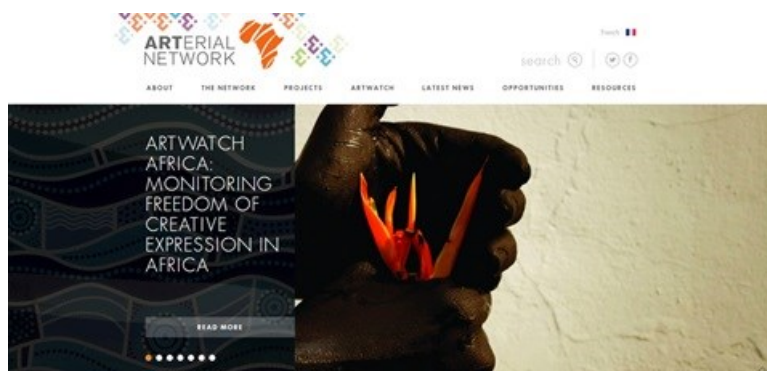 ARTERIAL
NETWORK
french
search
ABOUT THE NETWORK PROJECTS ARTWATCH LATEST NEWS OPPORTUNITIES RESOURCES
ARTWATCH
AFRICA:
MONITORING
FREEDOM OF
CREATIVE
EXPRESSION IN
AFRICA
READ MORE